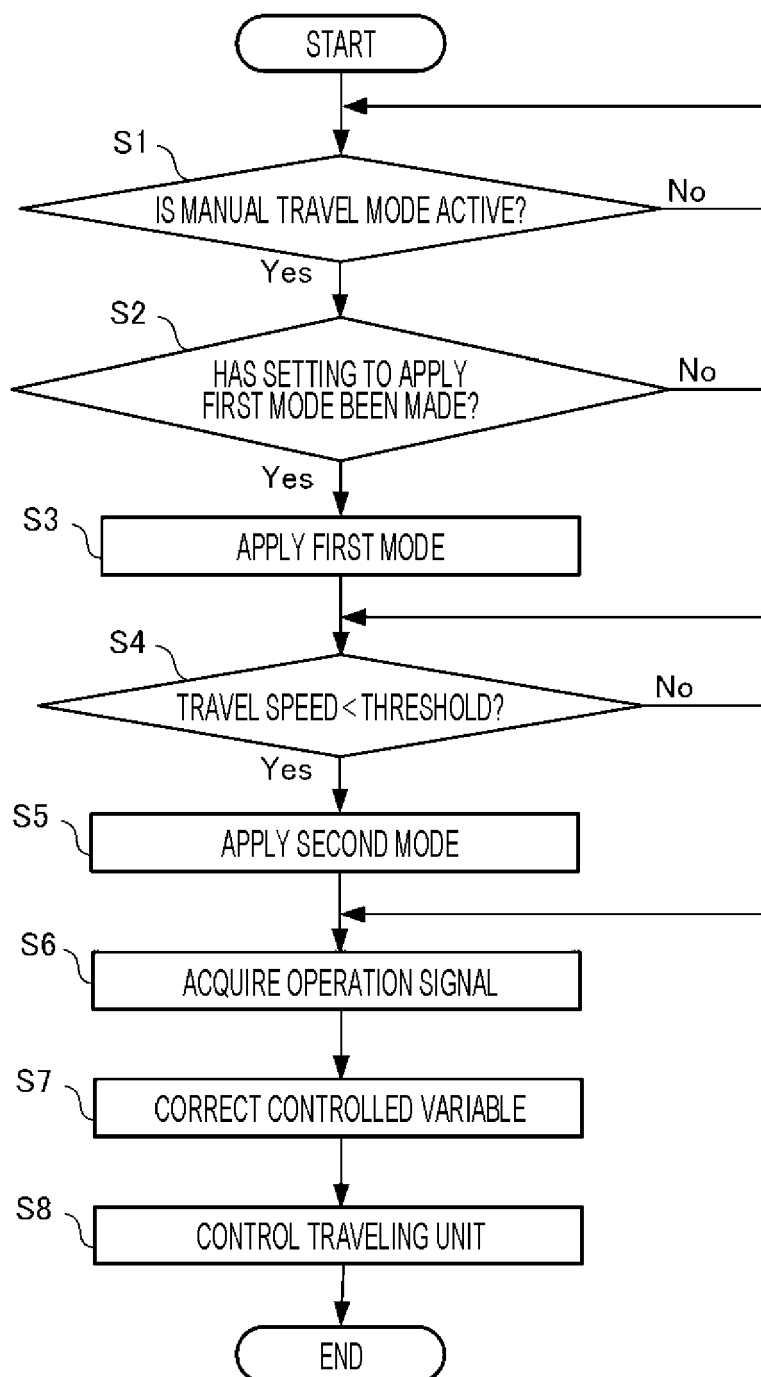 START
S1
IS MANUAL TRAVEL MODE ACTIVE?
No
Yes
S2
HAS SETTING TO APPLY
FIRST MODE BEEN MADE?
No
Yes
S3
APPLY FIRST MODE
S4
TRAVEL SPEED < THRESHOLD?
No
Yes
S5
APPLY SECOND MODE
S6
ACQUIRE OPERATION SIGNAL
S7
CORRECT CONTROLLED VARIABLE
S8
CONTROL TRAVELING UNIT
END